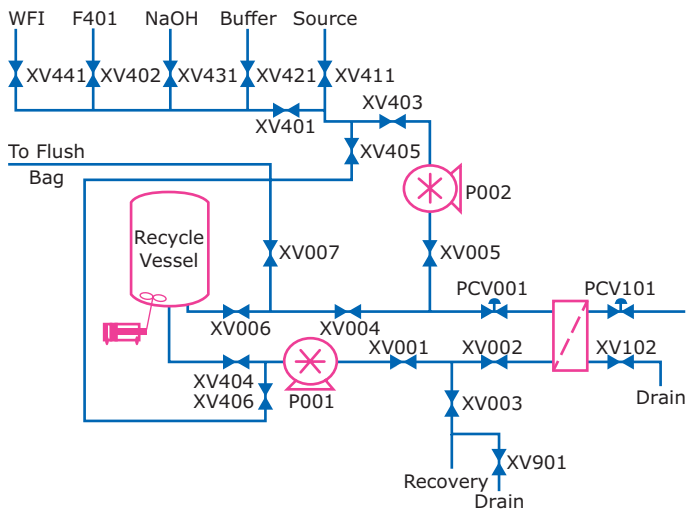 WFI F401 NaOH Buffer Source
XV441 XV402 XV431 XV421 XV411
XV403
XV401
XV405
To Flush
Bag
P002
Recycle
Vessel
XV007 XV005
PCV001 PCV101
XV006 XV004
XV001 XV002 XV102
XV404
XV406 P001
XV003
Drain
XV901
Recovery
Drain